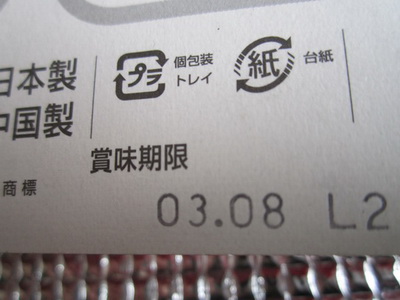 日本製
中国製
プラ
個包装
トレイ
紙
台紙
賞味期限
商標
03.08 L2